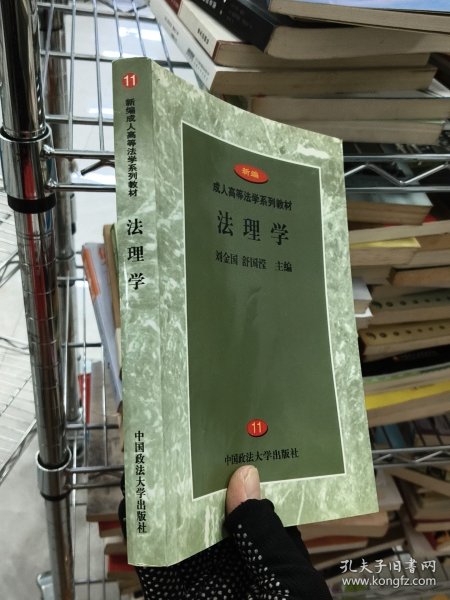 11
新编成人高等法学系列教材
法理学
中国政法大学出版社
新编
成人高等法学系列教材
法理学
刘金国 舒国滢 主编
11
中国政法大学出版社
孔夫子旧书网
www.kongfz.com